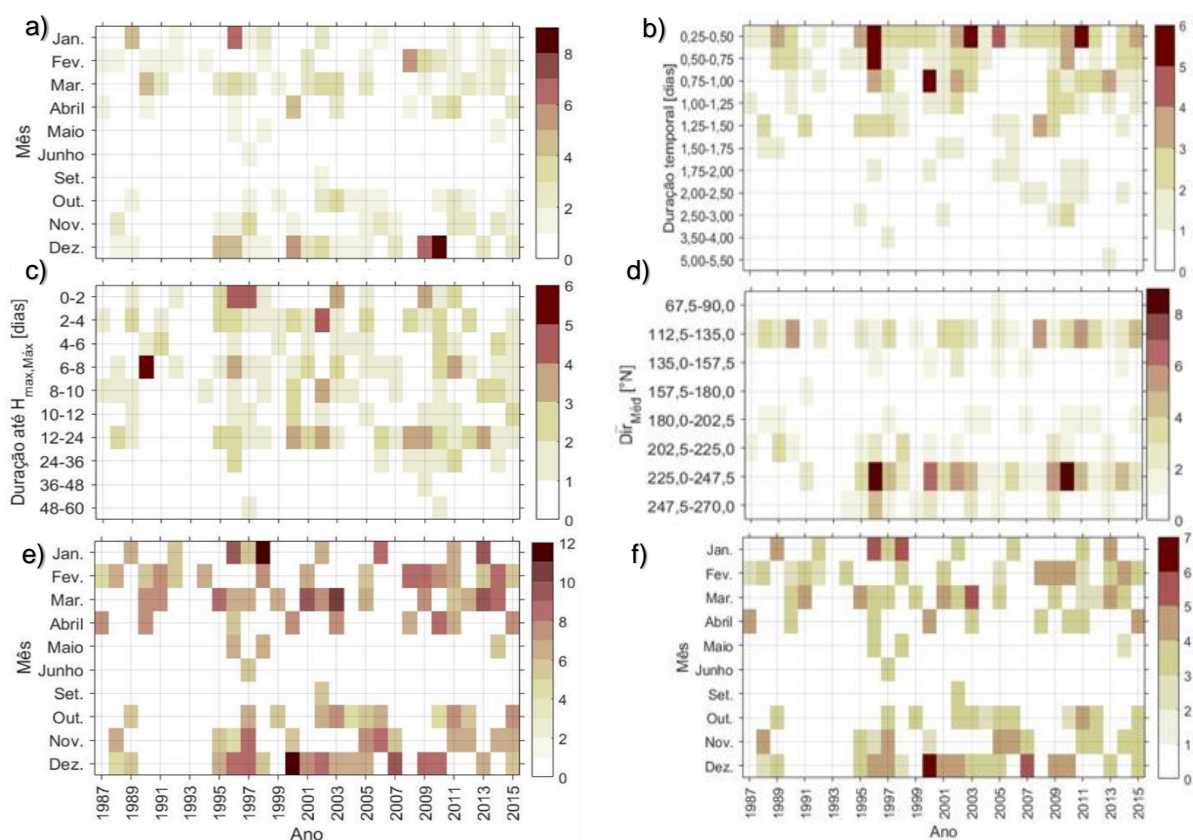 a)
Mês
Jan.
Fev.
Mar.
Abril
Maio
Junho
Set.
Out.
Nov.
Dez.
8
6
4
2
0
b)
Duração temporal [dias]
0,25-0,50
0,50-0,75
0,75-1,00
1,00-1,25
1,25-1,50
1,50-1,75
1,75-2,00
2,00-2,50
2,50-3,00
3,50-4,00
5,00-5,50
6
5
4
3
2
1
0
c)
Duração até Hmax,Máx [dias]
0-2
2-4
4-6
6-8
8-10
10-12
12-24
24-36
36-48
48-60
6
5
4
3
2
1
0
d)
DirMéd [°N]
67,5-90,0
112,5-135,0
135,0-157,5
157,5-180,0
180,0-202,5
202,5-225,0
225,0-247,5
247,5-270,0
8
6
4
2
0
e)
Mês
Jan.
Fev.
Mar.
Abril
Maio
Junho
Set.
Out.
Nov.
Dez.
1987 1989 1991 1993 1995 1997 1999 2001 2003 2005 2007 2009 2011 2013 2015
Ano
12
10
8
6
4
2
0
f)
Mês
Jan.
Fev.
Mar.
Abril
Maio
Junho
Set.
Out.
Nov.
Dez.
1987 1989 1991 1993 1995 1997 1999 2001 2003 2005 2007 2009 2011 2013 2015
Ano
7
6
5
4
3
2
1
0